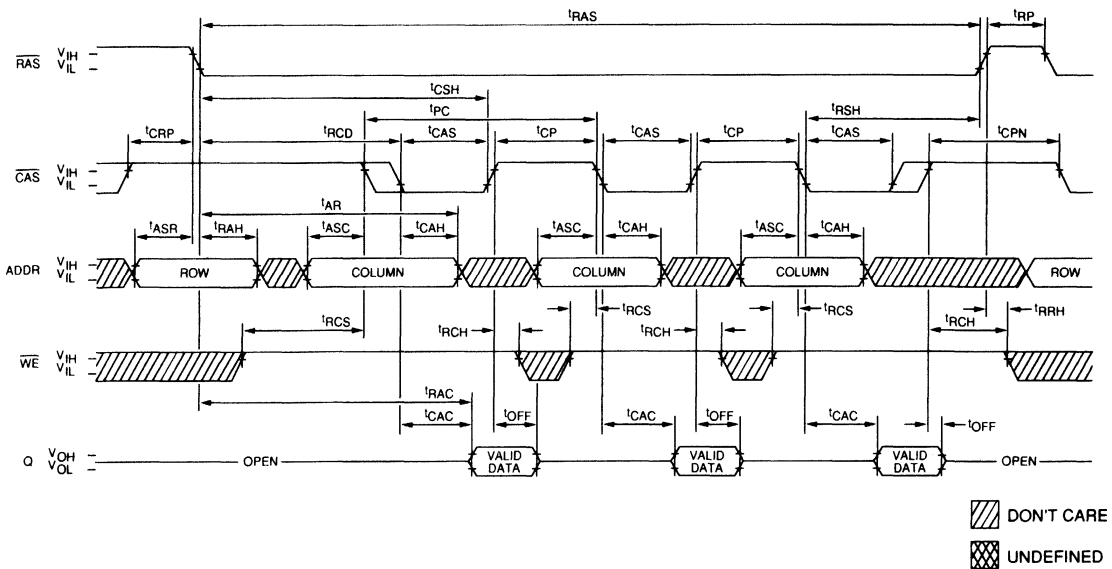 tRAS
tRP
RAS VIH
VIL
tCSH
tPC
tRSH
tCRP
tRCD
tCAS
tCP
tCAS
tCP
tCAS
tCPN
CAS VIH
VIL
tAR
tASR
tRAH
tASC
tCAH
tASC
tCAH
tASC
tCAH
ADDR VIH
VIL
ROW
COLUMN
COLUMN
COLUMN
ROW
tRCS
tRCH
tRCS
tRCH
tRCS
tRCH
tRRH
WE VIH
VIL
tRAC
tCAC
tOFF
tCAC
tOFF
tCAC
tOFF
Q VOH
VOL
OPEN
VALID
DATA
VALID
DATA
VALID
DATA
OPEN
DON'T CARE
UNDEFINED